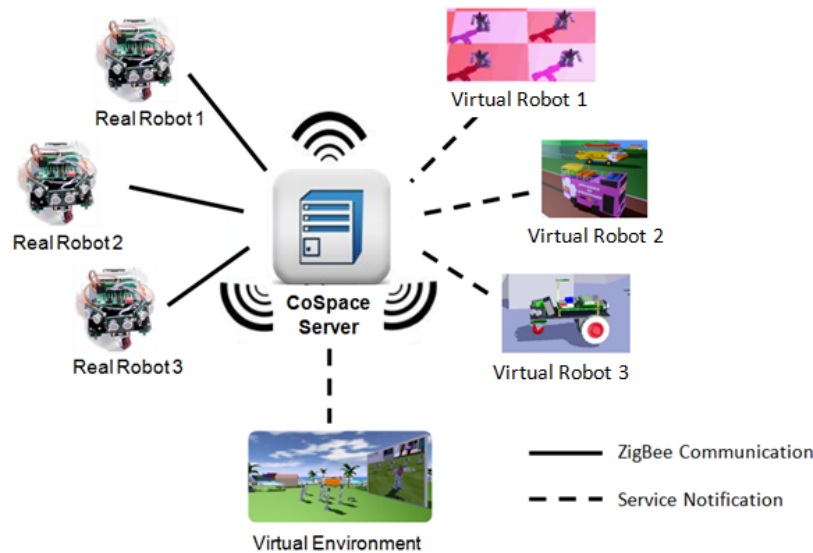 Real Robot 1
Virtual Robot 1
Real Robot 2
Virtual Robot 2
CoSpace
Server
Real Robot 3
Virtual Robot 3
ZigBee Communication
Service Notification
Virtual Environment